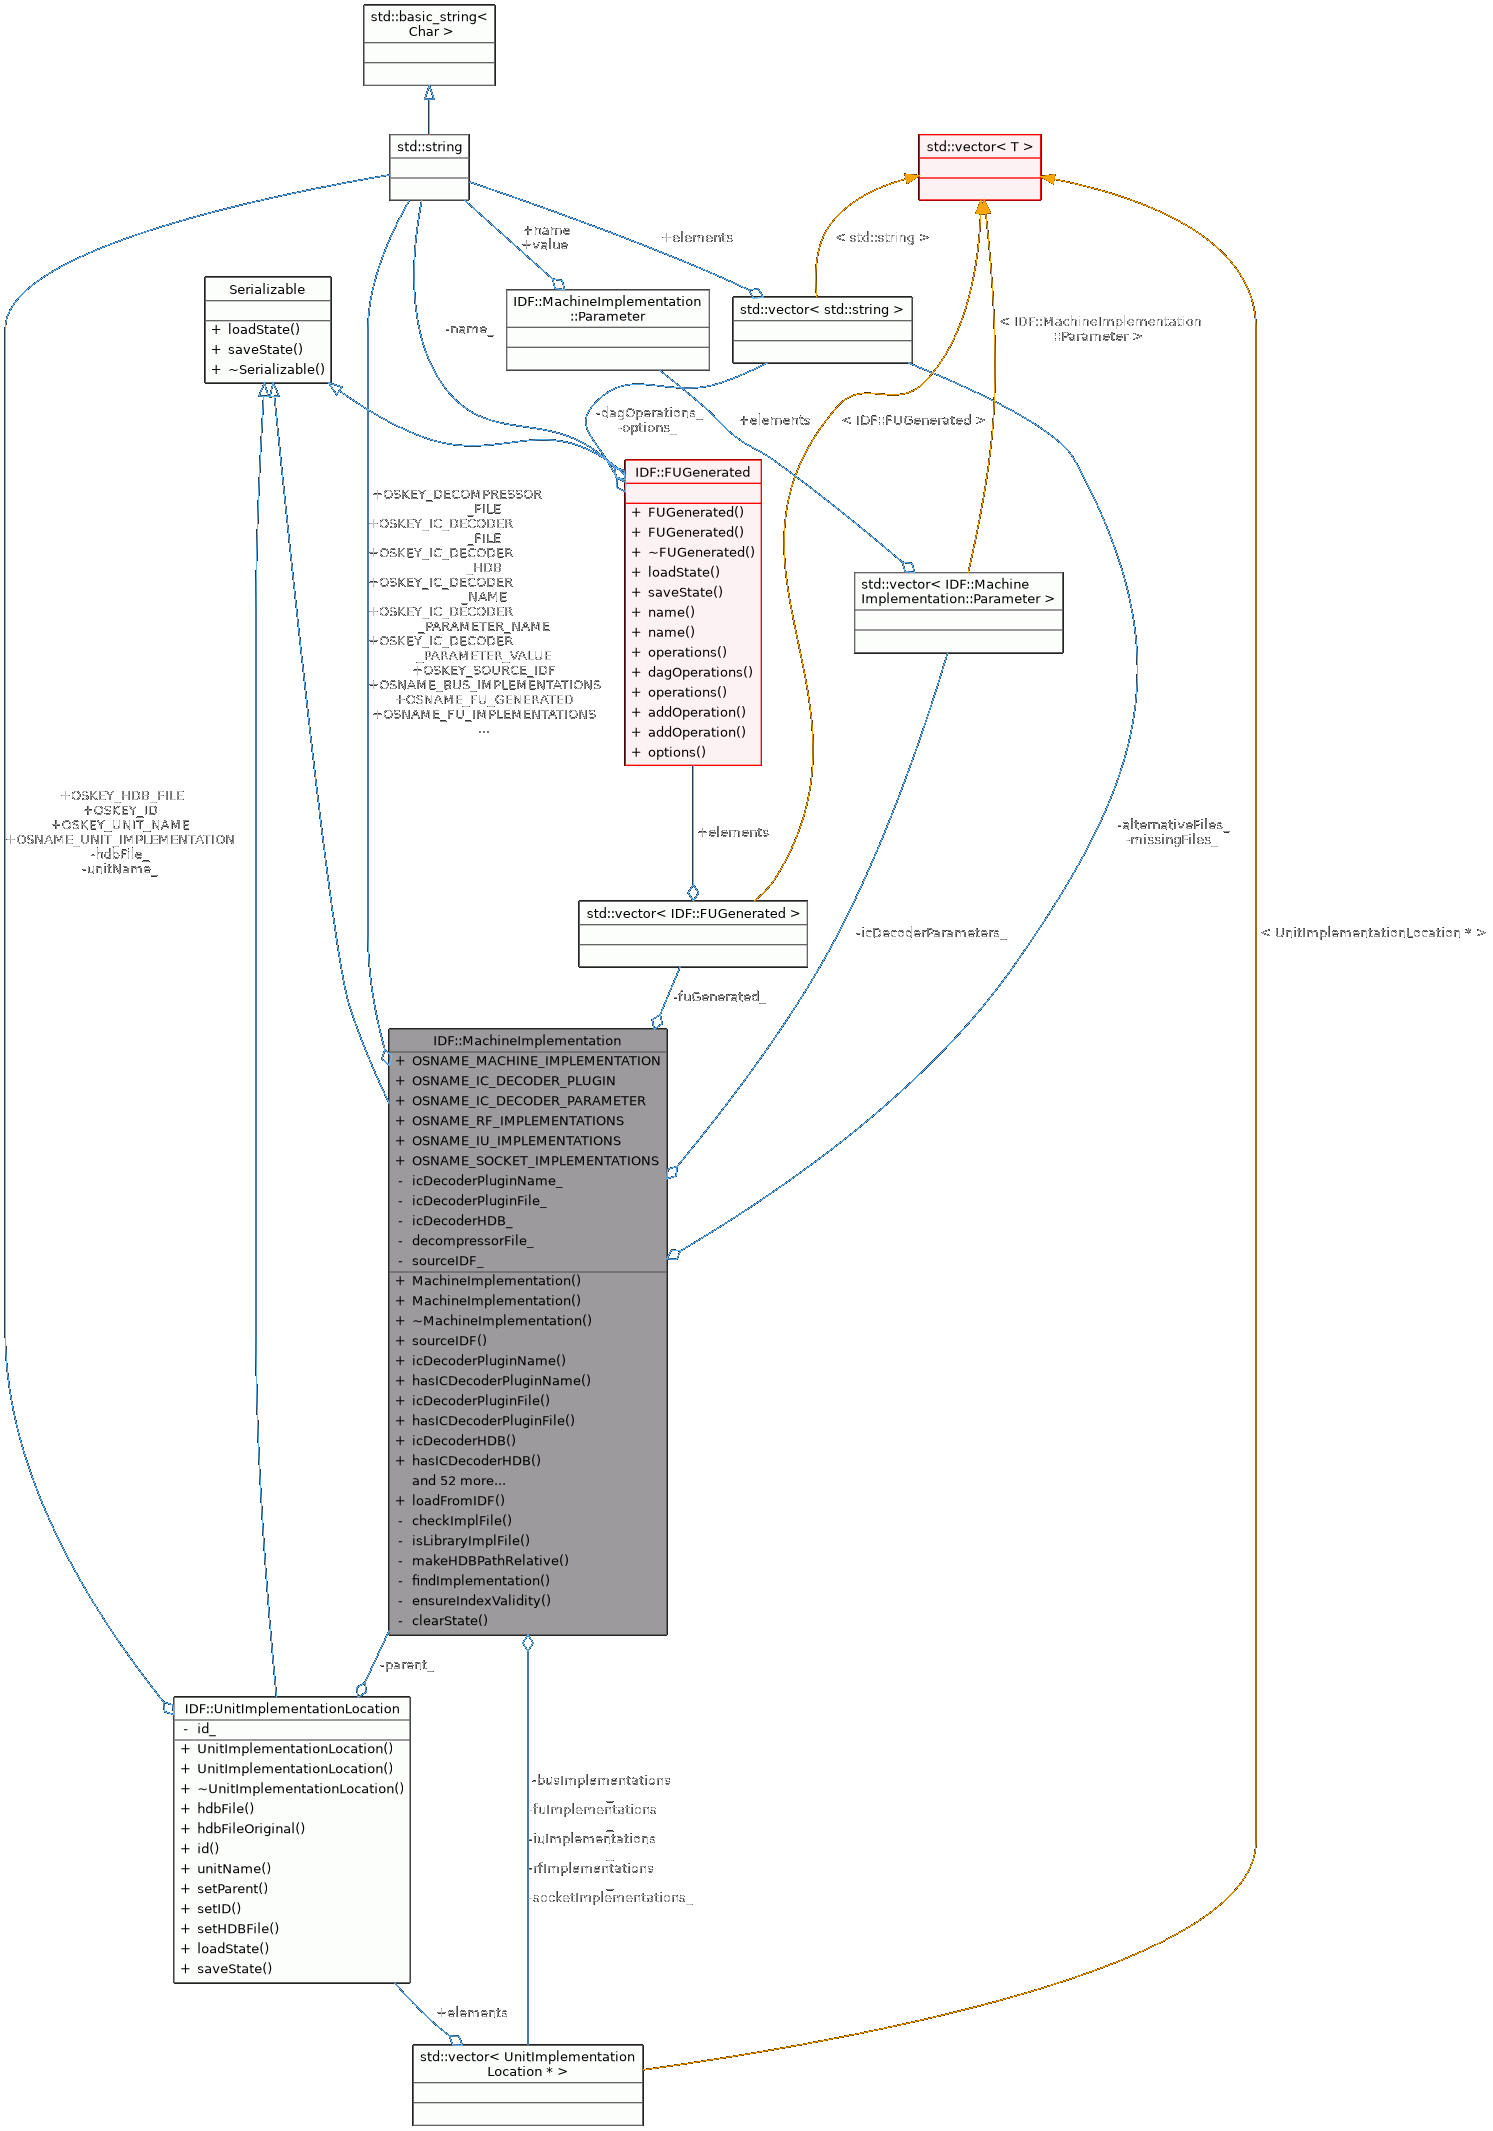 std::basic_string<
Char >
std::string
std::vector< T >
+name
+value
+elements
< std::string >
Serializable
+ loadState()
+ saveState()
+ ~Serializable()
IDF::MachineImplementation
::Parameter
std::vector< std::string >
-name_
< IDF::MachineImplementation
::Parameter >
-dagOperations_
-options_
+elements
< IDF::FUGenerated >
IDF::FUGenerated
+ FUGenerated()
+ FUGenerated()
+ ~FUGenerated()
+ loadState()
+ saveState()
+ name()
+ name()
+ operations()
+ dagOperations()
+ operations()
+ addOperation()
+ addOperation()
+ options()
+OSKEY_DECOMPRESSOR
_FILE
+OSKEY_IC_DECODER
_FILE
+OSKEY_IC_DECODER
_HDB
+OSKEY_IC_DECODER
_NAME
+OSKEY_IC_DECODER
_PARAMETER_NAME
+OSKEY_IC_DECODER
_PARAMETER_VALUE
+OSKEY_SOURCE_IDF
+OSNAME_BUS_IMPLEMENTATIONS
+OSNAME_FU_GENERATED
+OSNAME_FU_IMPLEMENTATIONS
...
std::vector< IDF::Machine
Implementation::Parameter >
+OSKEY_HDB_FILE
+OSKEY_ID
+OSKEY_UNIT_NAME
+OSNAME_UNIT_IMPLEMENTATION
-hdbFile_
-unitName_
+elements
-alternativeFiles_
-missingFiles_
std::vector< IDF::FUGenerated >
-icDecoderParameters_
< UnitImplementationLocation * >
-fuGenerated_
IDF::MachineImplementation
+ OSNAME_MACHINE_IMPLEMENTATION
+ OSNAME_IC_DECODER_PLUGIN
+ OSNAME_IC_DECODER_PARAMETER
+ OSNAME_RF_IMPLEMENTATIONS
+ OSNAME_IU_IMPLEMENTATIONS
+ OSNAME_SOCKET_IMPLEMENTATIONS
- icDecoderPluginName_
- icDecoderPluginFile_
- icDecoderHDB_
- decompressorFile_
- sourceIDF_
+ MachineImplementation()
+ MachineImplementation()
+ ~MachineImplementation()
+ sourceIDF()
+ icDecoderPluginName()
+ hasICDecoderPluginName()
+ icDecoderPluginFile()
+ hasICDecoderPluginFile()
+ icDecoderHDB()
+ hasICDecoderHDB()
and 52 more...
+ loadFromIDF()
- checkImplFile()
- isLibraryImplFile()
- makeHDBPathRelative()
- findImplementation()
- ensureIndexValidity()
- clearState()
-parent_
IDF::UnitImplementationLocation
- id_
+ UnitImplementationLocation()
+ UnitImplementationLocation()
+ ~UnitImplementationLocation()
+ hdbFile()
+ hdbFileOriginal()
+ id()
+ unitName()
+ setParent()
+ setID()
+ setHDBFile()
+ loadState()
+ saveState()
-busImplementations
_
-fuImplementations
_
-iuImplementations
_
-rfImplementations
_
-socketImplementations_
+elements
std::vector< UnitImplementation
Location * >